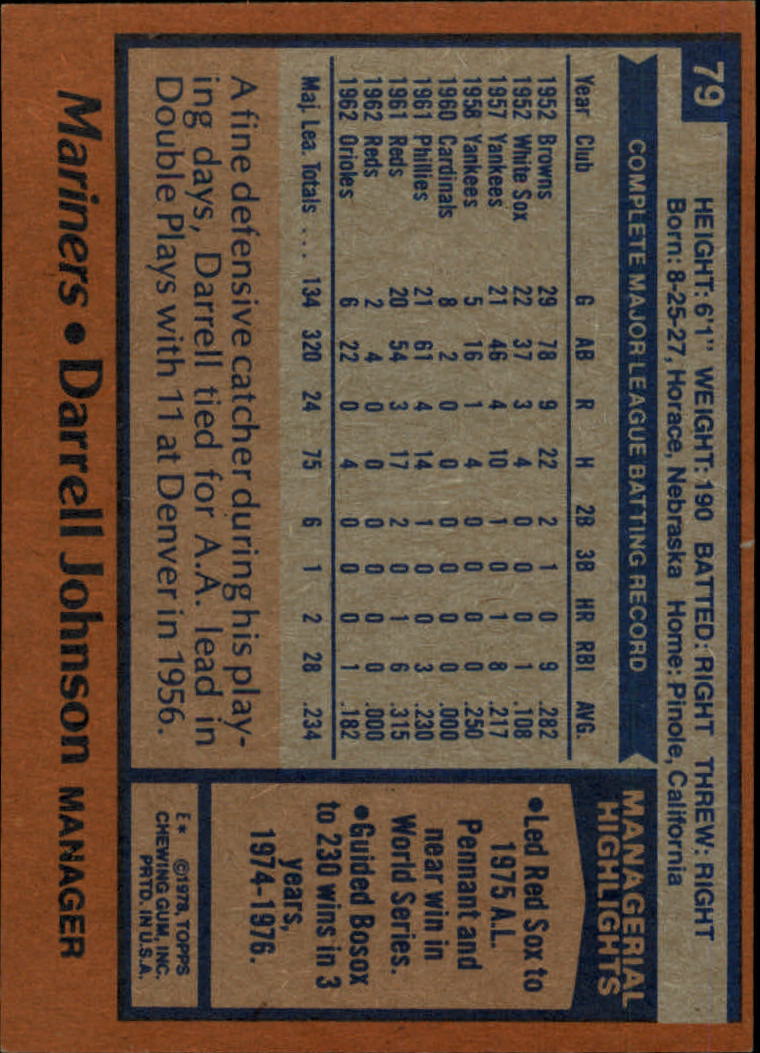 79
HEIGHT: 6'1" WEIGHT: 190 BATTED: RIGHT THREW: RIGHT
Born: 8-25-27, Horace, Nebraska Home: Pinole, California
COMPLETE MAJOR LEAGUE BATTING RECORD
Year Club G AB R H 2B 3B HR RBI AVG.
1952 Browns 29 78 9 22 2 1 0 9 .282
1952 White Sox 22 37 3 4 0 0 0 1 .108
1957 Yankees 21 46 4 10 1 0 1 8 .217
1958 Yankees 5 16 1 4 0 0 0 0 .250
1960 Cardinals 8 2 0 0 0 0 0 0 .000
1961 Phillies 21 61 4 14 1 0 0 3 .230
1961 Reds 20 54 3 17 2 0 1 6 .315
1962 Reds 2 4 0 0 0 0 0 0 .000
1962 Orioles 6 22 0 4 0 0 0 1 .182
Maj. Lea. Totals ... 134 320 24 75 6 1 2 28 .234
A fine defensive catcher during his play-
ing days, Darrell tied for A.A. lead in
Double Plays with 11 at Denver in 1956.
MANAGERIAL
HIGHLIGHTS
●Led Red Sox to
1975 A.L.
Pennant and
near win in
World Series.
●Guided Bosox
to 230 wins in 3
years,
1974-1976.
E* ©1978, TOPPS
CHEWING GUM, INC.
PRTD. IN U.S.A.
Mariners • Darrell Johnson MANAGER